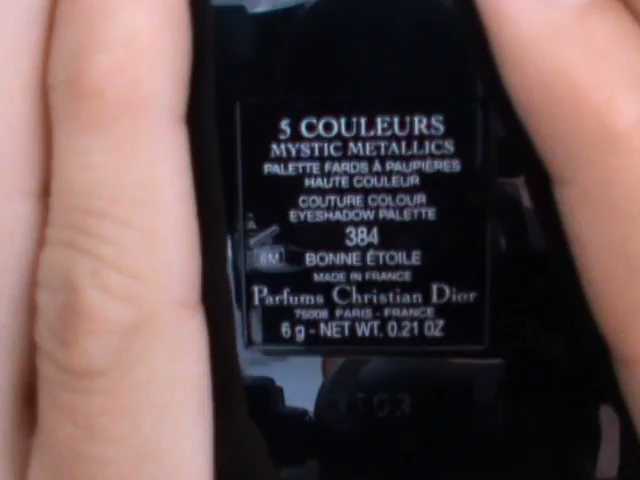 5 COULEURS
MYSTIC METALLICS
PALETTE FARDS À PAUPIÈRES
HAUTE COULEUR
COUTURE COLOUR
EYESHADOW PALETTE
384
6M BONNE ÉTOILE
MADE IN FRANCE
Parfums Christian Dior
75008 PARIS - FRANCE
6 g - NET WT. 0.21 OZ